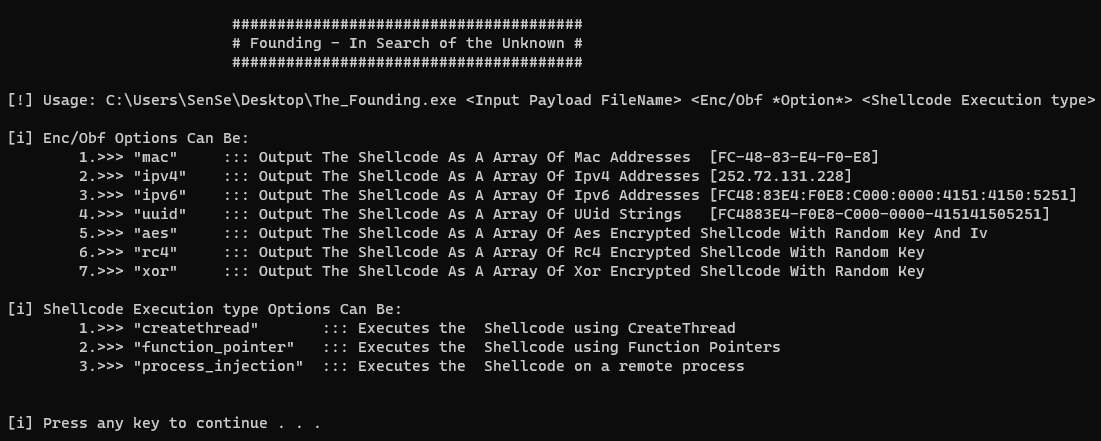 #######################################
# Founding - In Search of the Unknown #
#######################################
[!] Usage: C:\Users\SenSe\Desktop\The_Founding.exe <Input Payload FileName> <Enc/Obf *Option*> <Shellcode Execution type>
[i] Enc/Obf Options Can Be:
1.>>> "mac" ::: Output The Shellcode As A Array Of Mac Addresses [FC-48-83-E4-F0-E8]
2.>>> "ipv4" ::: Output The Shellcode As A Array Of Ipv4 Addresses [252.72.131.228]
3.>>> "ipv6" ::: Output The Shellcode As A Array Of Ipv6 Addresses [FC48:83E4:F0E8:C000:0000:4151:4150:5251]
4.>>> "uuid" ::: Output The Shellcode As A Array Of UUid Strings [FC4883E4-F0E8-C000-0000-415141505251]
5.>>> "aes" ::: Output The Shellcode As A Array Of Aes Encrypted Shellcode With Random Key And Iv
6.>>> "rc4" ::: Output The Shellcode As A Array Of Rc4 Encrypted Shellcode With Random Key
7.>>> "xor" ::: Output The Shellcode As A Array Of Xor Encrypted Shellcode With Random Key
[i] Shellcode Execution type Options Can Be:
1.>>> "createthread" ::: Executes the  Shellcode using CreateThread
2.>>> "function_pointer" ::: Executes the  Shellcode using Function Pointers
3.>>> "process_injection" ::: Executes the  Shellcode on a remote process
[i] Press any key to continue . . .